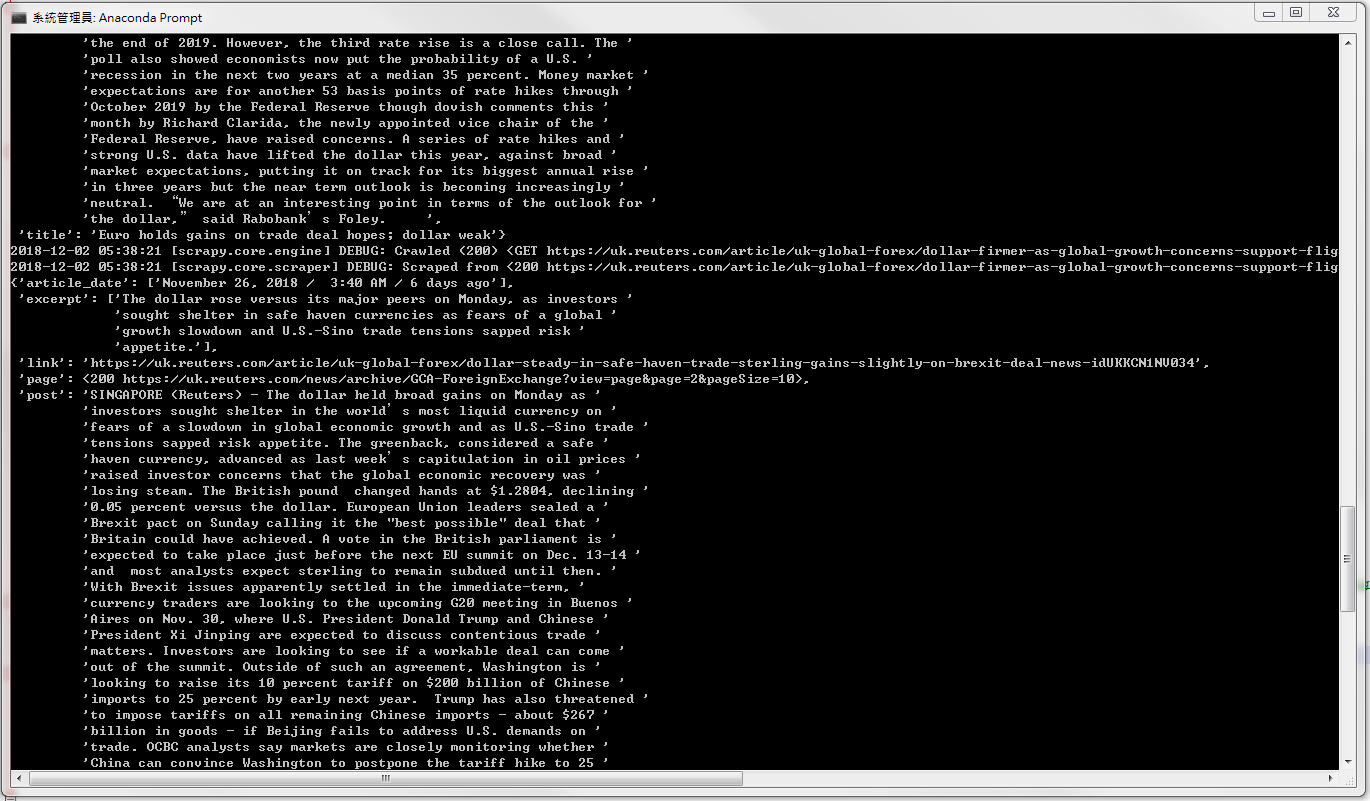 系統管理員: Anaconda Prompt
'the end of 2019. However, the third rate rise is a close call. The '
'poll also showed economists now put the probability of a U.S. '
'recession in the next two years at a median 35 percent. Money market '
'expectations are for another 53 basis points of rate hikes through '
'October 2019 by the Federal Reserve though dovish comments this '
'month by Richard Clarida, the newly appointed vice chair of the '
'Federal Reserve, have raised concerns. A series of rate hikes and '
'strong U.S. data have lifted the dollar this year, against broad '
'market expectations, putting it on track for its biggest annual rise '
'in three years but the near term outlook is becoming increasingly '
'neutral.  “We are at an interesting point in terms of the outlook for '
'the dollar,” said Rabobank’s Foley.     ',
'title': 'Euro holds gains on trade deal hopes; dollar weak'}
2018-12-02 05:38:21 [scrapy.core.engine] DEBUG: Crawled (200) <GET https://uk.reuters.com/article/uk-global-forex/dollar-firmer-as-global-growth-concerns-support-flig
2018-12-02 05:38:21 [scrapy.core.scraper] DEBUG: Scraped from <200 https://uk.reuters.com/article/uk-global-forex/dollar-firmer-as-global-growth-concerns-support-flig
{'article_date': ['November 26, 2018 /  3:40 AM / 6 days ago'],
'excerpt': ['The dollar rose versus its major peers on Monday, as investors '
'sought shelter in safe haven currencies as fears of a global '
'growth slowdown and U.S.-Sino trade tensions sapped risk '
'appetite.'],
'link': 'https://uk.reuters.com/article/uk-global-forex/dollar-steady-in-safe-haven-trade-sterling-gains-slightly-on-brexit-deal-news-idUKKCN1NV034',
'page': <200 https://uk.reuters.com/news/archive/GCA-ForeignExchange?view=page&page=2&pageSize=10>,
'post': 'SINGAPORE (Reuters) - The dollar held broad gains on Monday as '
'investors sought shelter in the world’s most liquid currency on '
'fears of a slowdown in global economic growth and as U.S.-Sino trade '
'tensions sapped risk appetite. The greenback, considered a safe '
'haven currency, advanced as last week’s capitulation in oil prices '
'raised investor concerns that the global economic recovery was '
'losing steam. The British pound  changed hands at $1.2804, declining '
'0.05 percent versus the dollar. European Union leaders sealed a '
'Brexit pact on Sunday calling it the "best possible" deal that '
'Britain could have achieved. A vote in the British parliament is '
'expected to take place just before the next EU summit on Dec. 13-14 '
'and  most analysts expect sterling to remain subdued until then. '
'With Brexit issues apparently settled in the immediate-term, '
'currency traders are looking to the upcoming G20 meeting in Buenos '
'Aires on Nov. 30, where U.S. President Donald Trump and Chinese '
'President Xi Jinping are expected to discuss contentious trade '
'matters. Investors are looking to see if a workable deal can come '
'out of the summit. Outside of such an agreement, Washington is '
'looking to raise its 10 percent tariff on $200 billion of Chinese '
'imports to 25 percent by early next year.  Trump has also threatened '
'to impose tariffs on all remaining Chinese imports - about $267 '
'billion in goods - if Beijing fails to address U.S. demands on '
'trade. OCBC analysts say markets are closely monitoring whether '
'China can convince Washington to postpone the tariff hike to 25 '